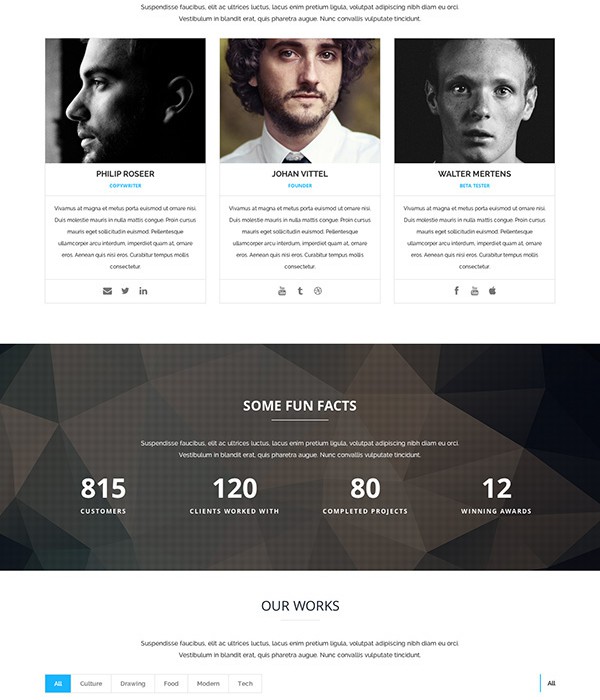 Suspendisse faucibus, elit ac ultrices luctus, lacus enim pretium ligula, volutpat adipiscing nibh diam eu orci.
Vestibulum in blandit erat, quis pharetra augue. Nunc convallis vulputate tincidunt.
PHILIP ROSEER
COPYWRITER
Vivamus at magna et metus porta euismod ut ornare nisi.
Duis molestie mauris in nulla mattis congue. Proin cursus
mauris eget sollicitudin euismod. Pellentesque
ullamcorper arcu interdum, imperdiet quam at, ornare
eros. Aenean quis nisi eros. Curabitur tempus mollis
consectetur.
JOHAN VITTEL
FOUNDER
Vivamus at magna et metus porta euismod ut ornare nisi.
Duis molestie mauris in nulla mattis congue. Proin cursus
mauris eget sollicitudin euismod. Pellentesque
ullamcorper arcu interdum, imperdiet quam at, ornare
eros. Aenean quis nisi eros. Curabitur tempus mollis
consectetur.
WALTER MERTENS
BETA TESTER
Vivamus at magna et metus porta euismod ut ornare nisi.
Duis molestie mauris in nulla mattis congue. Proin cursus
mauris eget sollicitudin euismod. Pellentesque
ullamcorper arcu interdum, imperdiet quam at, ornare
eros. Aenean quis nisi eros. Curabitur tempus mollis
consectetur.
SOME FUN FACTS
Suspendisse faucibus, elit ac ultrices luctus, lacus enim pretium ligula, volutpat adipiscing nibh diam eu orci.
Vestibulum in blandit erat, quis pharetra augue. Nunc convallis vulputate tincidunt.
815
CUSTOMERS
120
CLIENTS WORKED WITH
80
COMPLETED PROJECTS
12
WINNING AWARDS
OUR WORKS
Suspendisse faucibus, elit ac ultrices luctus, lacus enim pretium ligula, volutpat adipiscing nibh diam eu orci.
Vestibulum in blandit erat, quis pharetra augue. Nunc convallis vulputate tincidunt.
All Culture Drawing Food Modern Tech
All